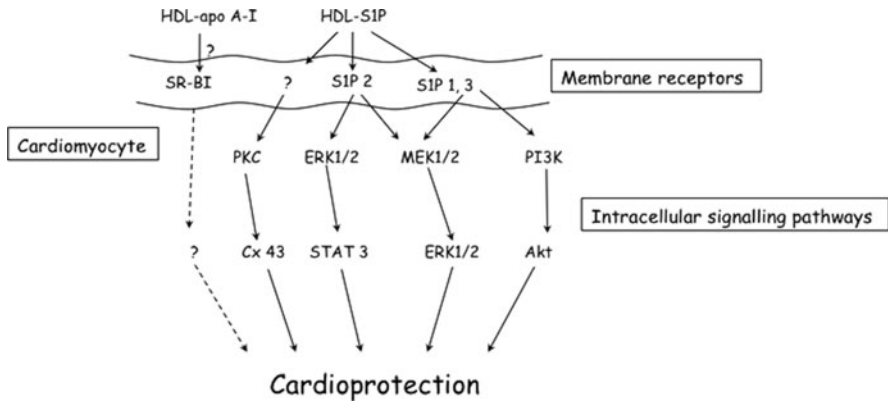 HDL-apo A-I HDL-S1P
?
SR-BI ? S1P 2 S1P 1, 3 Membrane receptors
Cardiomyocyte
PKC ERK1/2 MEK1/2 PI3K
Intracellular signalling pathways
? Cx 43 STAT 3 ERK1/2 Akt
Cardioprotection